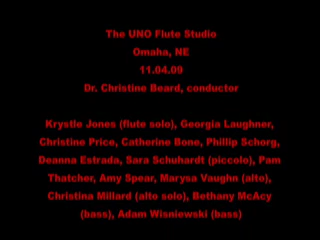 The UNO Flute Studio
Omaha, NE
11.04.09
Dr. Christine Beard, conductor
Krystle Jones (flute solo), Georgia Laughner,
Christine Price, Catherine Bone, Phillip Schorg,
Deanna Estrada, Sara Schuhardt (piccolo), Pam
Thatcher, Amy Spear, Marysa Vaughn (alto),
Christina Millard (alto solo), Bethany McAcy
(bass), Adam Wisniewski (bass)